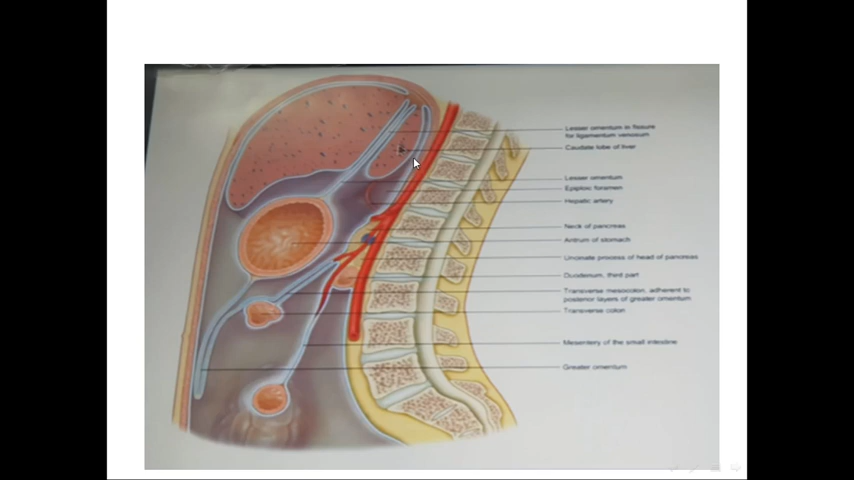 Lesser omentum in fissure
for ligamentum venosum
Caudate lobe of liver
Lesser omentum
Epiploic foramen
Hepatic artery
Neck of pancreas
Antrum of stomach
Uncinate process of head of pancreas
Duodenum, third part
Transverse mesocolon, adherent to
posterior layers of greater omentum
Transverse colon
Mesentery of the small intestine
Greater omentum